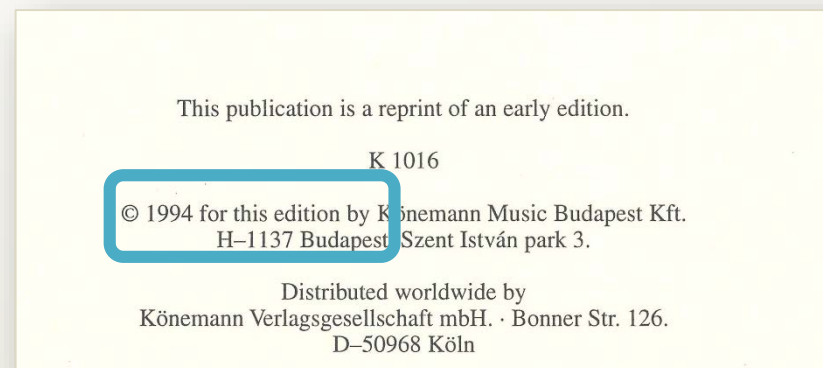 This publication is a reprint of an early edition.
K 1016
© 1994 for this edition by Könemann Music Budapest Kft.
H–1137 Budapest, Szent István park 3.
Distributed worldwide by
Könemann Verlagsgesellschaft mbH. · Bonner Str. 126.
D–50968 Köln